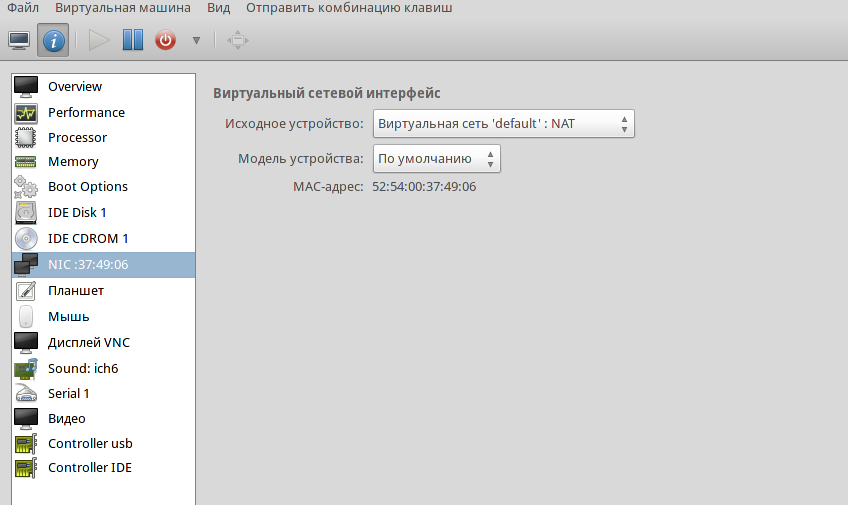 Файл Виртуальная машина Вид Отправить комбинацию клавиш
Overview
Performance
Processor
Memory
Boot Options
IDE Disk 1
IDE CDROM 1
NIC :37:49:06
Планшет
Мышь
Дисплей VNC
Sound: ich6
Serial 1
Видео
Controller usb
Controller IDE
Виртуальный сетевой интерфейс
Исходное устройство: Виртуальная сеть 'default' : NAT
Модель устройства: По умолчанию
MAC-адрес: 52:54:00:37:49:06